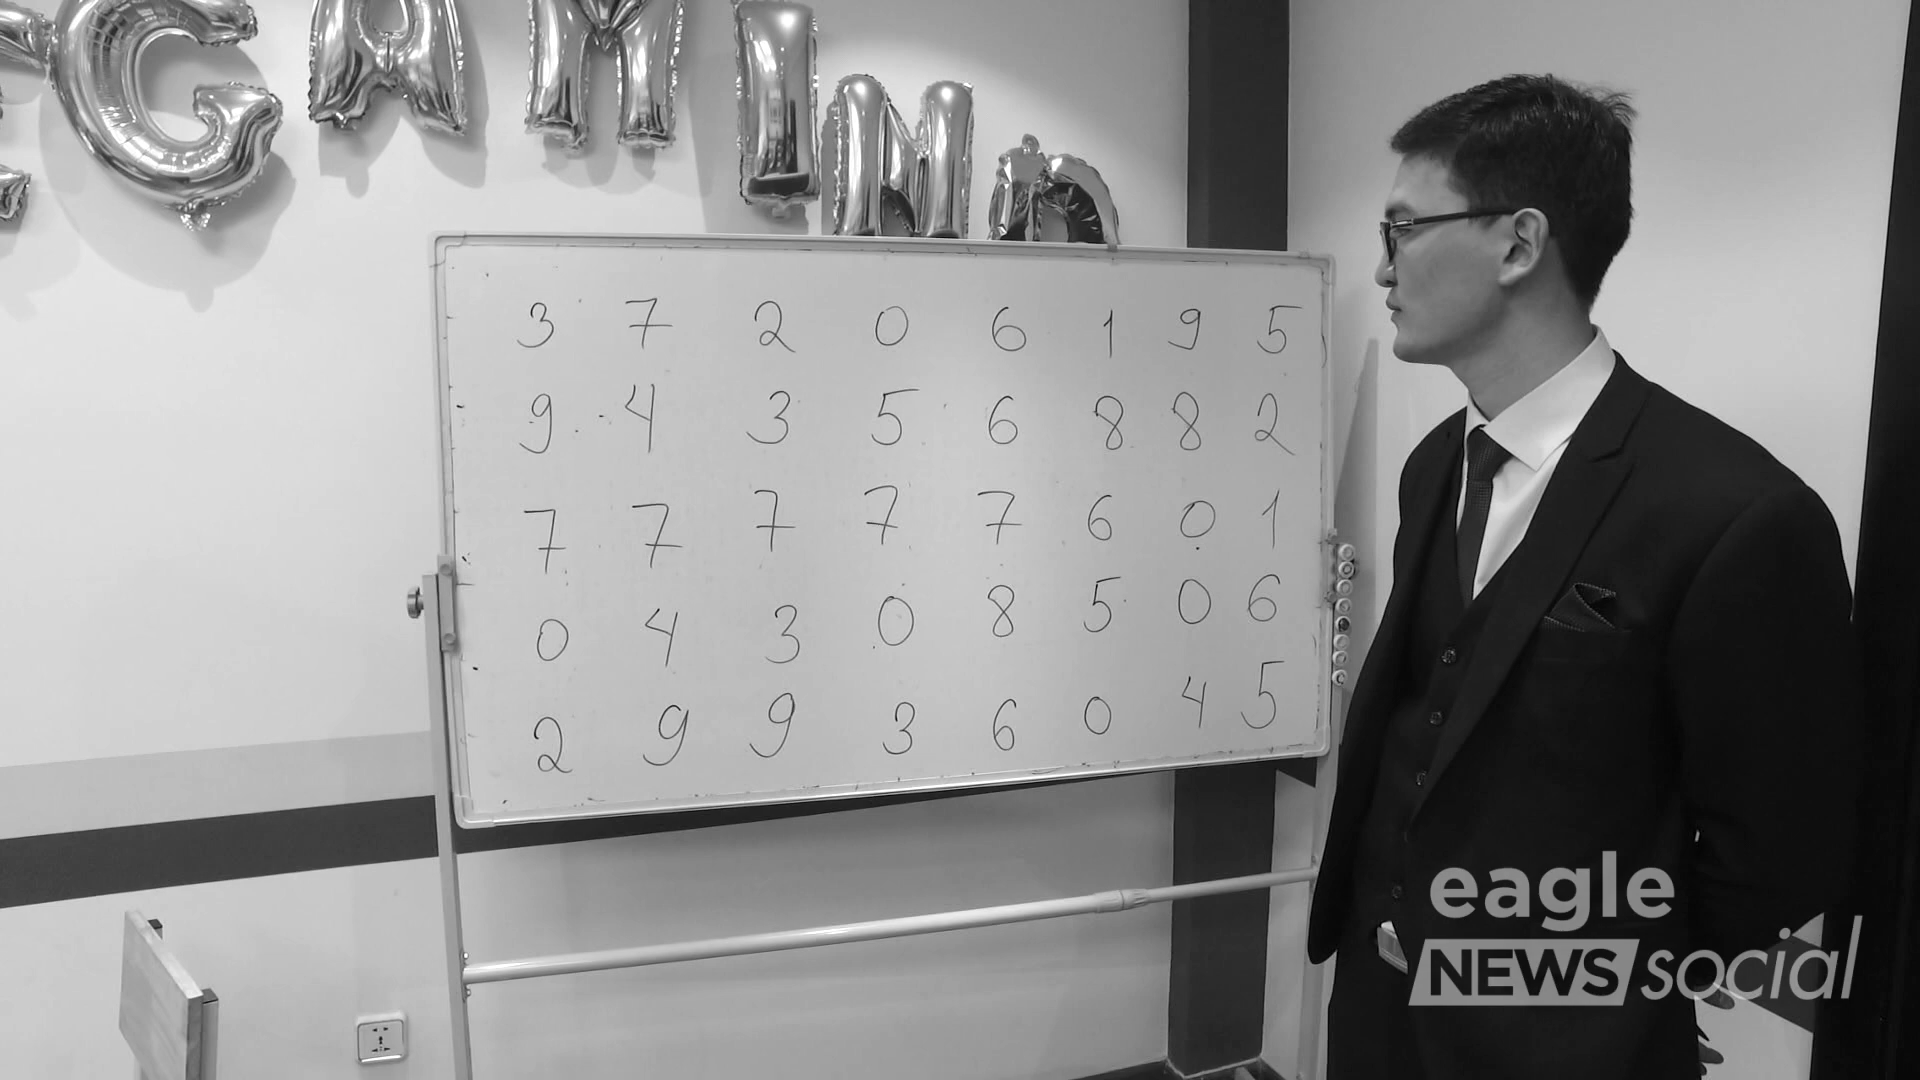 EGAMING
3 7 2 0 6 1 9 5
9 4 3 5 6 8 8 2
7 7 7 7 7 6 0 1
0 4 3 0 8 5 0 6
2 9 9 3 6 0 4 5
eagle
NEWS social